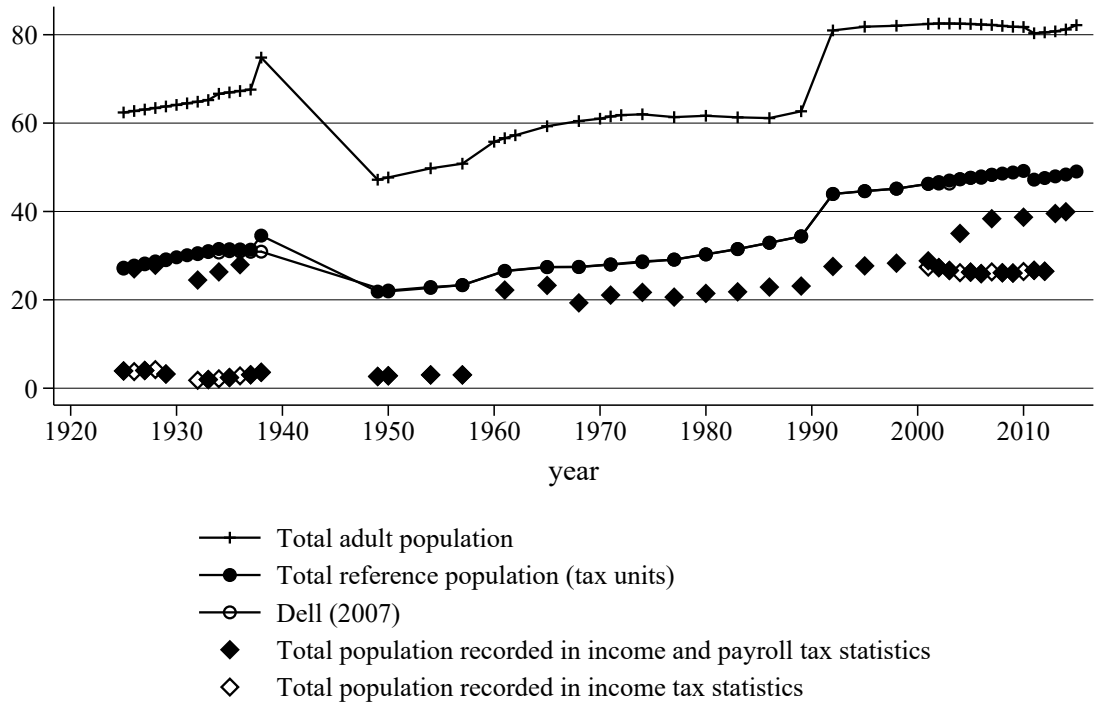 80
60
40
20
0
1920 1930 1940 1950 1960 1970 1980 1990 2000 2010
year
Total adult population
Total reference population (tax units)
Dell (2007)
Total population recorded in income and payroll tax statistics
Total population recorded in income tax statistics